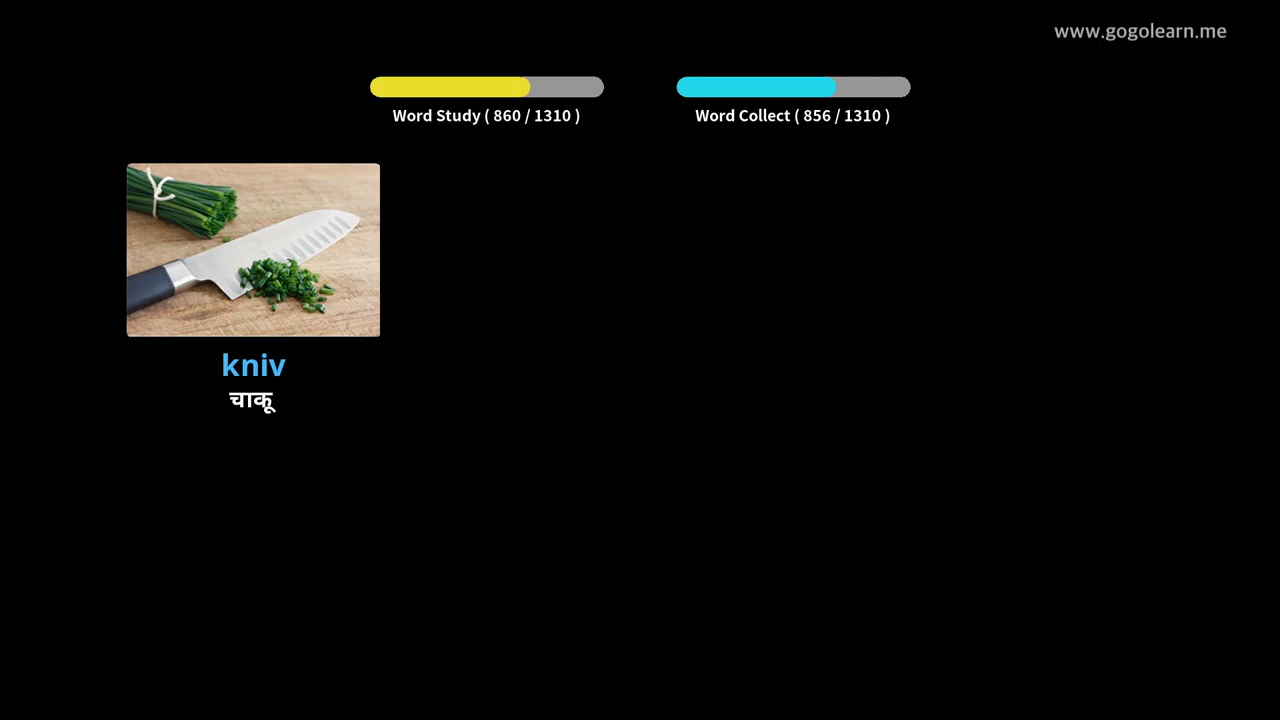 www.gogolearn.me
Word Study ( 860 / 1310 )
Word Collect ( 856 / 1310 )
kniv
चाकू